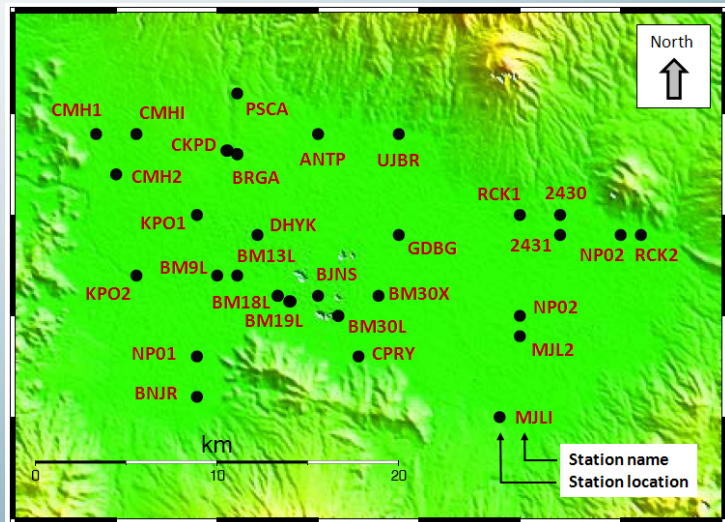 North
PSCA
CMH1
CMHI
CKPD
ANTP
UJBR
BRGA
CMH2
RCK1
2430
KPO1
DHYK
GDBG
2431
NP02
RCK2
BM9L
BM13L
BJNS
KPO2
BM18L
BM30X
BM19L
BM30L
NP02
NP01
CPRY
MJL2
BNJR
MJLI
km
0
10
20
Station name
Station location